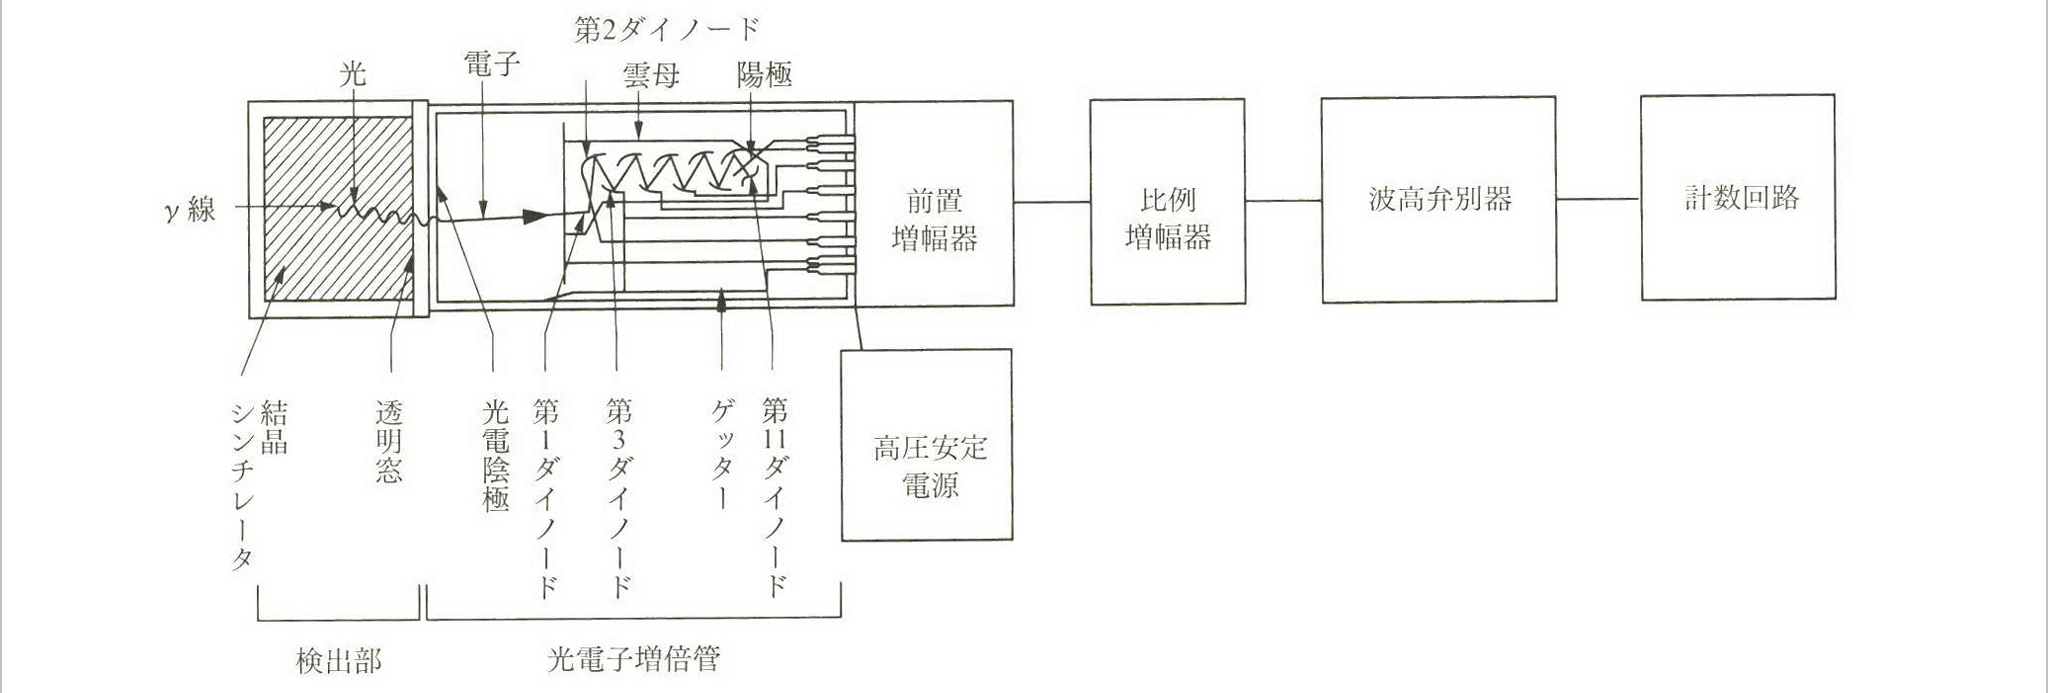 第2ダイノード
光
電子
雲母
陽極
γ線
前置
増幅器
比例
増幅器
波高弁別器
計数回路
結晶
シンチレータ
透明窓
光電陰極
第1ダイノード
第3ダイノード
ゲッター
第11ダイノード
高圧安定
電源
検出部
光電子増倍管